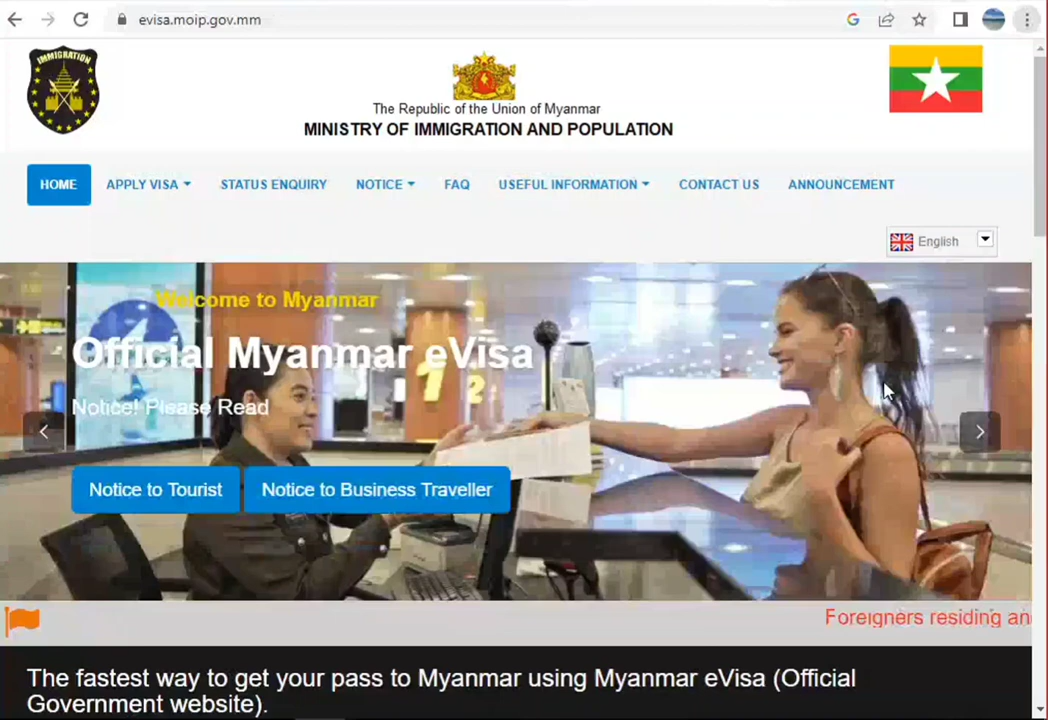 evisa.moip.gov.mm
IMMIGRATION
The Republic of the Union of Myanmar
MINISTRY OF IMMIGRATION AND POPULATION
HOME APPLY VISA STATUS ENQUIRY NOTICE FAQ USEFUL INFORMATION CONTACT US ANNOUNCEMENT
English
Welcome to Myanmar
Official Myanmar eVisa
Notice! Please Read
Notice to Tourist Notice to Business Traveller
Foreigners residing an
The fastest way to get your pass to Myanmar using Myanmar eVisa (Official
Government website).